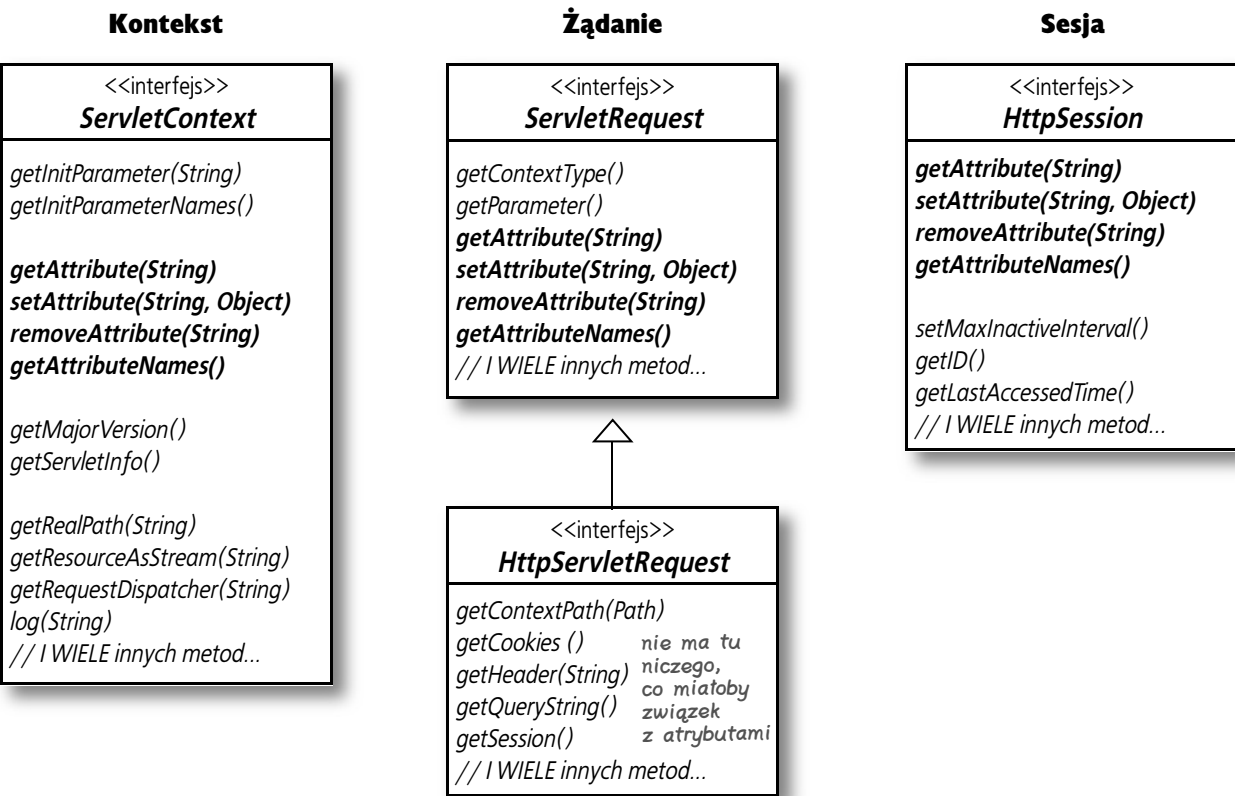 Kontekst
<<interfejs>>
ServletContext
getInitParameter(String)
getInitParameterNames()
getAttribute(String)
setAttribute(String, Object)
removeAttribute(String)
getAttributeNames()
getMajorVersion()
getServletInfo()
getRealPath(String)
getResourceAsStream(String)
getRequestDispatcher(String)
log(String)
// I WIELE innych metod...
Żądanie
<<interfejs>>
ServletRequest
getContextType()
getParameter()
getAttribute(String)
setAttribute(String, Object)
removeAttribute(String)
getAttributeNames()
// I WIELE innych metod...
<<interfejs>>
HttpServletRequest
getContextPath(Path)
getCookies ()
getHeader(String)
getQueryString()
getSession()
// I WIELE innych metod...
nie ma tu
niczego,
co miałoby
związek
z atrybutami
Sesja
<<interfejs>>
HttpSession
getAttribute(String)
setAttribute(String, Object)
removeAttribute(String)
getAttributeNames()
setMaxInactiveInterval()
getID()
getLastAccessedTime()
// I WIELE innych metod...